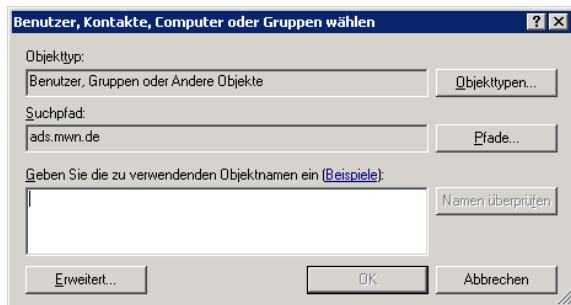 Benutzer, Kontakte, Computer oder Gruppen wählen
Objekttyp:
Benutzer, Gruppen oder Andere Objekte
Objekttypen...
Suchpfad:
ads.mwn.de
Pfade...
Geben Sie die zu verwendenden Objektnamen ein (Beispiele):
Namen überprüfen
Erweitert...
OK
Abbrechen